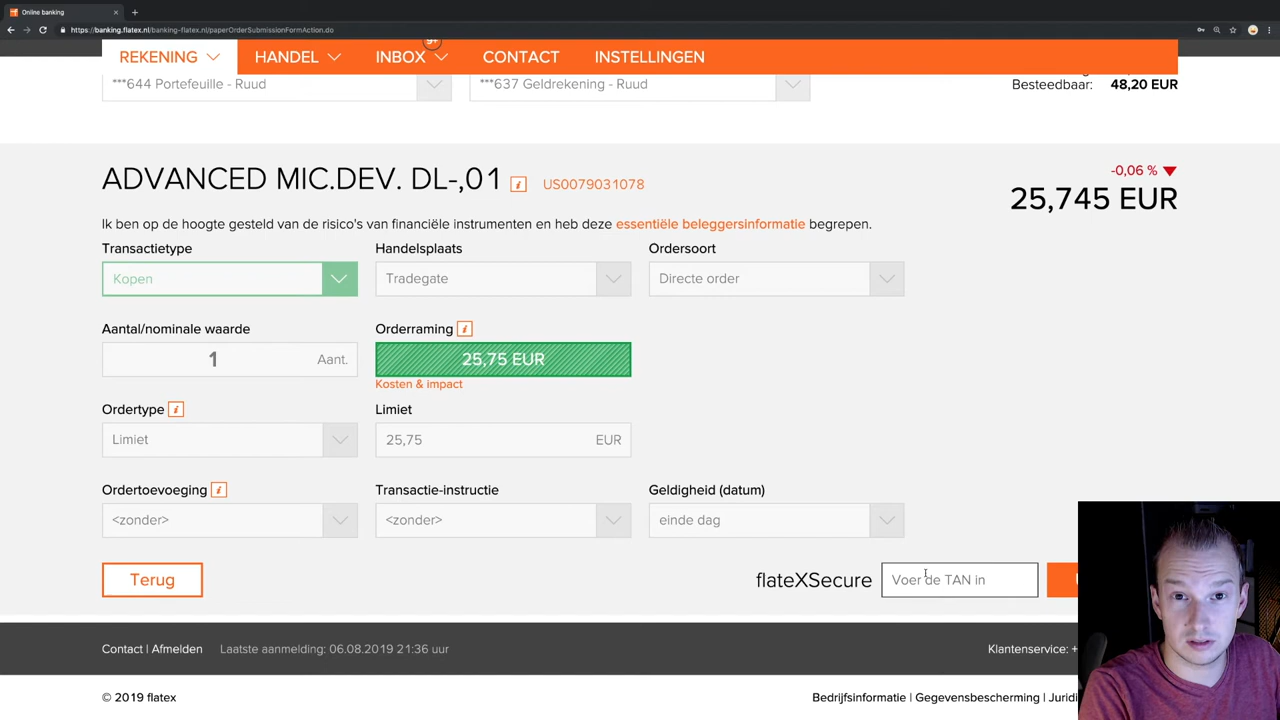 Online banking
https://banking.flatex.nl/banking-flatex.nl/paperOrderSubmissionFormAction.do
REKENING HANDEL INBOX 9+ CONTACT INSTELLINGEN
***644 Portefeuille - Ruud ***637 Geldrekening - Ruud
Besteedbaar: 48,20 EUR
ADVANCED MIC.DEV. DL-,01 i US0079031078
-0,06 %
25,745 EUR
Ik ben op de hoogte gesteld van de risico's van financiële instrumenten en heb deze essentiële beleggersinformatie begrepen.
Transactietype Handelsplaats Ordersoort
Kopen Tradegate Directe order
Aantal/nominale waarde Orderraming i
1 Aant. 25,75 EUR
Kosten & impact
Ordertype i Limiet
Limiet 25,75 EUR
Ordertoevoeging i Transactie-instructie Geldigheid (datum)
<zonder> <zonder> einde dag
Terug flateXSecure Voer de TAN in
Contact | Afmelden Laatste aanmelding: 06.08.2019 21:36 uur Klantenservice:
© 2019 flatex Bedrijfsinformatie | Gegevensbescherming |